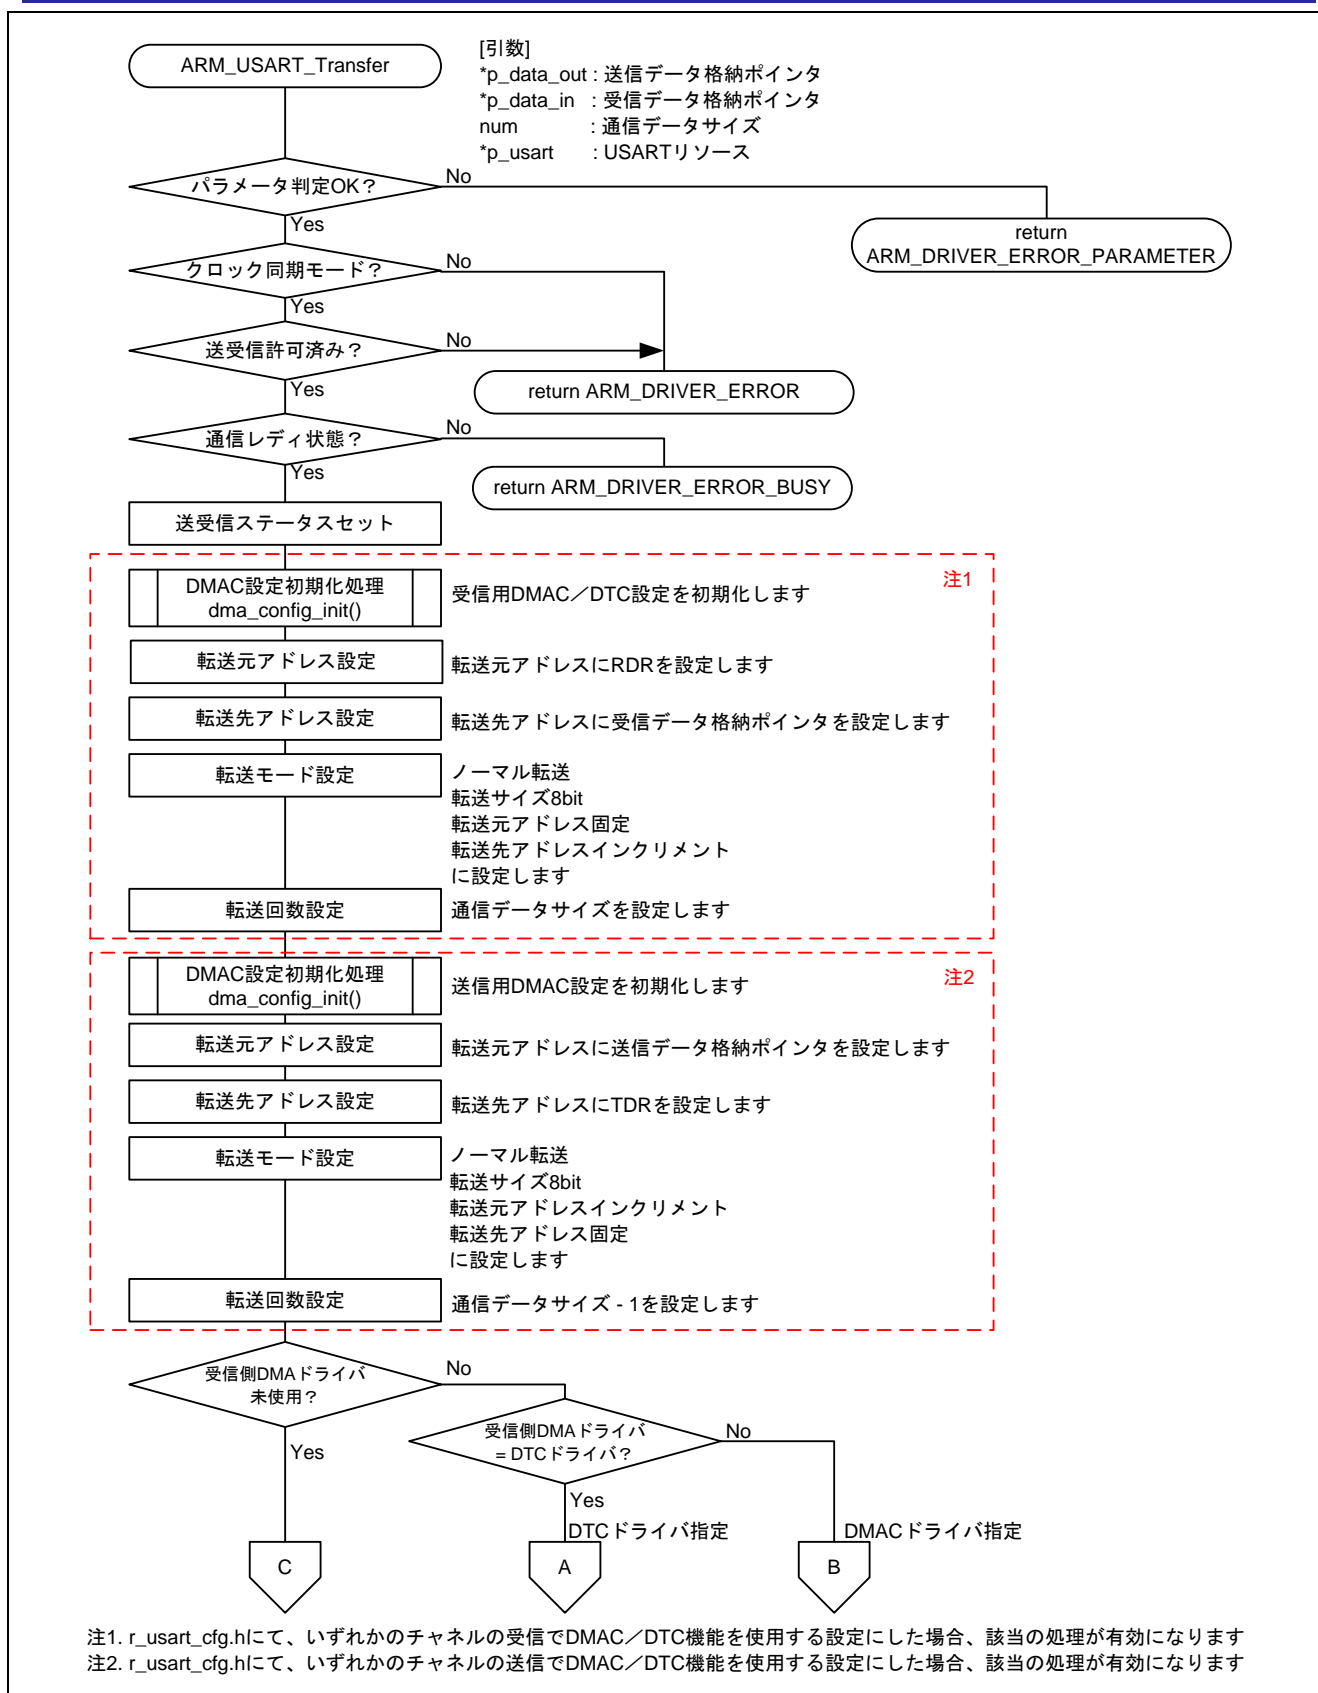 ARM_USART_Transfer
[引数]
*p_data_out : 送信データ格納ポインタ
*p_data_in : 受信データ格納ポインタ
num : 通信データサイズ
*p_usart : USARTリソース
パラメータ判定OK?
No
Yes
return
ARM_DRIVER_ERROR_PARAMETER
クロック同期モード?
No
Yes
送受信許可済み?
No
Yes
return ARM_DRIVER_ERROR
通信レディ状態?
No
Yes
return ARM_DRIVER_ERROR_BUSY
送受信ステータスセット
注1
DMAC設定初期化処理
dma_config_init()
受信用DMAC／DTC設定を初期化します
転送元アドレス設定
転送元アドレスにRDRを設定します
転送先アドレス設定
転送先アドレスに受信データ格納ポインタを設定します
転送モード設定
ノーマル転送
転送サイズ8bit
転送元アドレス固定
転送先アドレスインクリメント
に設定します
転送回数設定
通信データサイズを設定します
注2
DMAC設定初期化処理
dma_config_init()
送信用DMAC設定を初期化します
転送元アドレス設定
転送元アドレスに送信データ格納ポインタを設定します
転送先アドレス設定
転送先アドレスにTDRを設定します
転送モード設定
ノーマル転送
転送サイズ8bit
転送元アドレスインクリメント
転送先アドレス固定
に設定します
転送回数設定
通信データサイズ - 1を設定します
受信側DMAドライバ
未使用?
No
Yes
受信側DMAドライバ
= DTCドライバ?
No
Yes
DTCドライバ指定
DMACドライバ指定
C
A
B
注1. r_usart_cfg.hにて、いずれかのチャネルの受信でDMAC／DTC機能を使用する設定にした場合、該当の処理が有効になります
注2. r_usart_cfg.hにて、いずれかのチャネルの送信でDMAC／DTC機能を使用する設定にした場合、該当の処理が有効になります